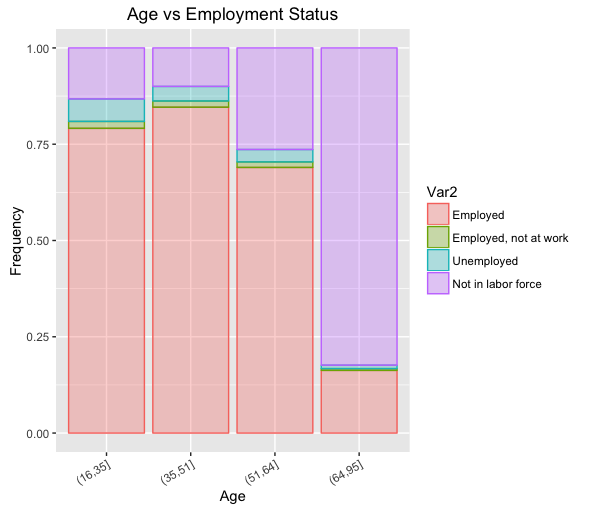 Age vs Employment Status
Frequency
1.00
0.75
0.50
0.25
0.00
(16,35]
(35,51]
(51,64]
(64,95]
Age
Var2
Employed
Employed, not at work
Unemployed
Not in labor force